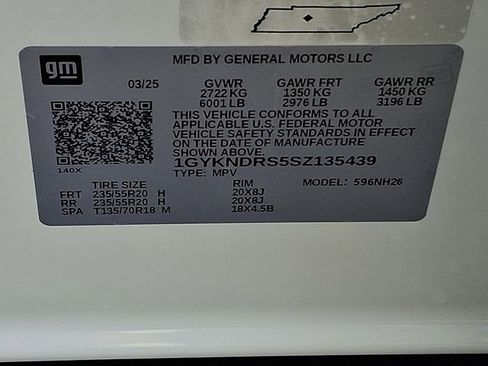 gm
MFD BY GENERAL MOTORS LLC
03/25 GVWR GAWR FRT GAWR RR
2722 KG 1350 KG 1450 KG
6001 LB 2976 LB 3196 LB
THIS VEHICLE CONFORMS TO ALL
APPLICABLE U.S. FEDERAL MOTOR
VEHICLE SAFETY STANDARDS IN EFFECT
ON THE DATE OF MANUFACTURE
SHOWN ABOVE.
1GYKNDRS5SZ135439
140X TYPE: MPV
TIRE SIZE RIM MODEL: 596NH26
FRT 235/55R20 H 20X8J
RR 235/55R20 H 20X8J
SPA T135/70R18 M 18X4.5B